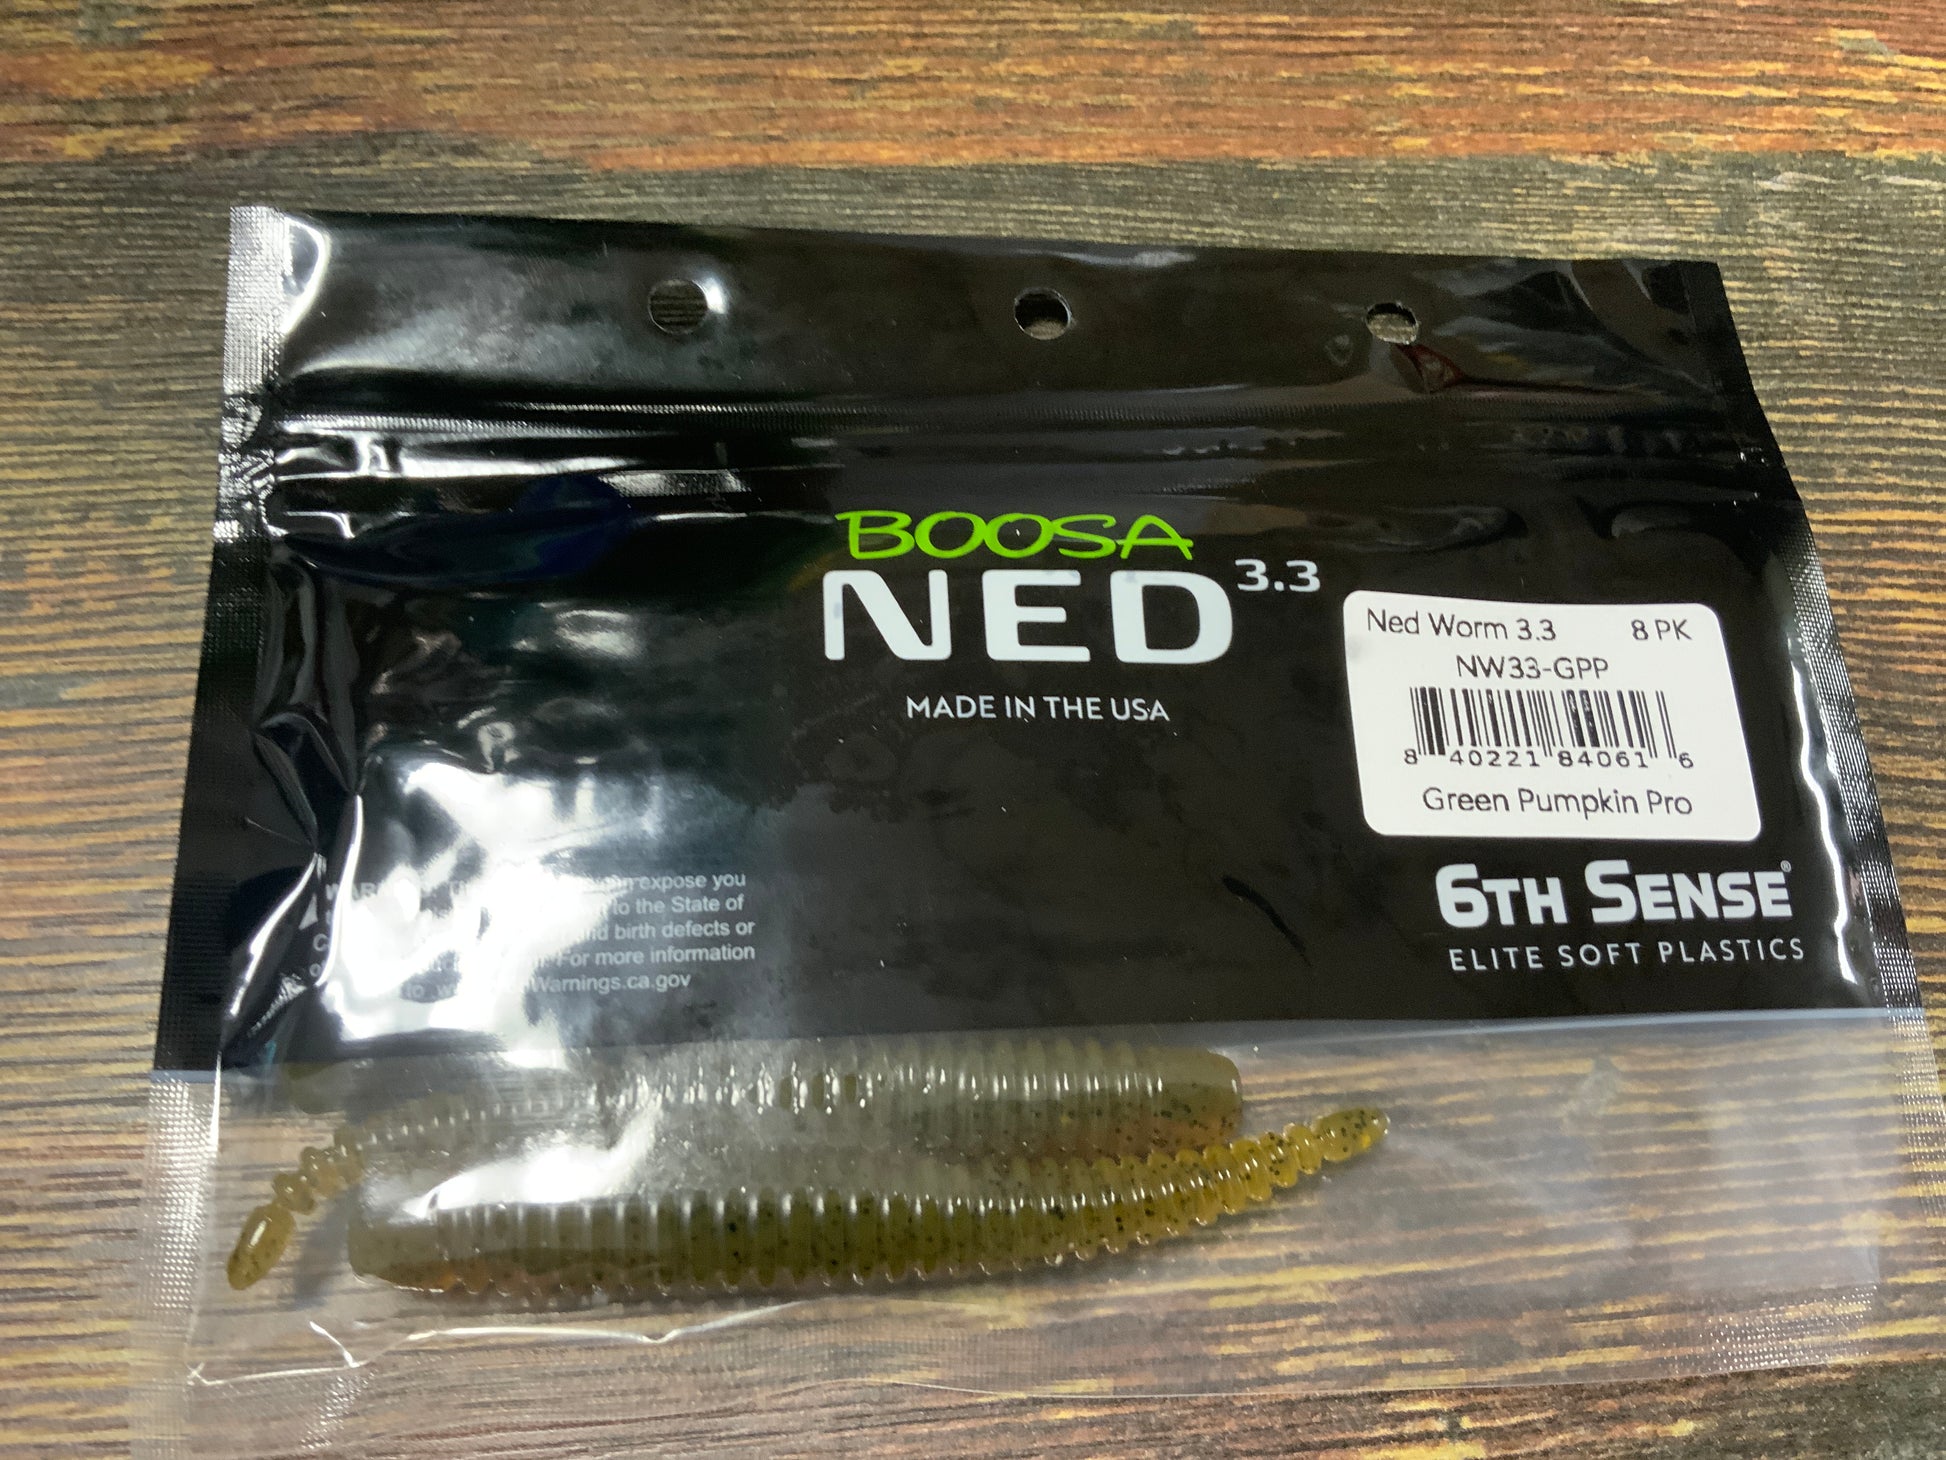 BOOSA
NED 3.3
MADE IN THE USA
Ned Worm 3.3 8 PK
NW33-GPP
8 40221 84061 6
Green Pumpkin Pro
6TH SENSE®
ELITE SOFT PLASTICS
expose you
to the State of
birth defects or
For more information
Warnings.ca.gov